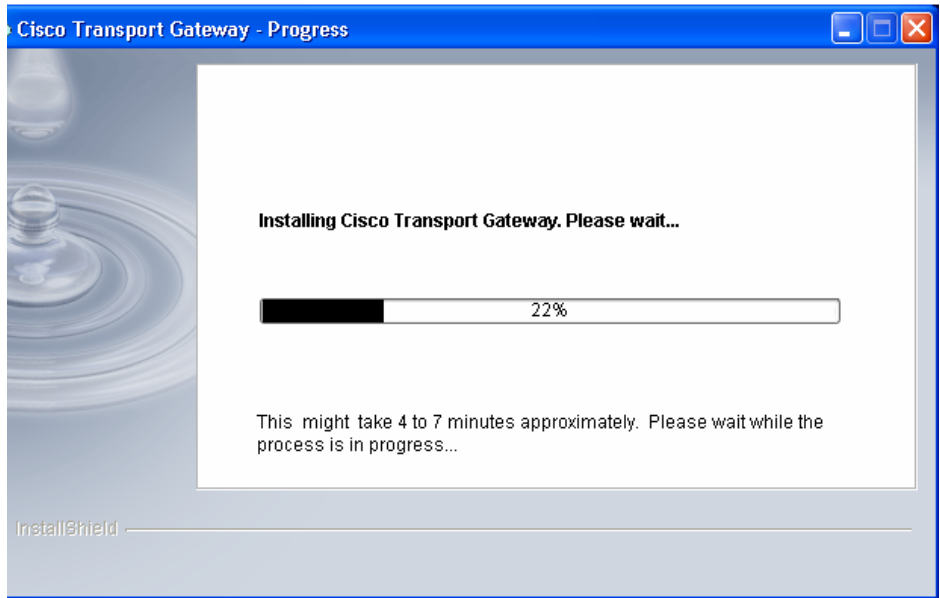 Cisco Transport Gateway - Progress
Installing Cisco Transport Gateway. Please wait...
22%
This might take 4 to 7 minutes approximately. Please wait while the
process is in progress...
InstallShield